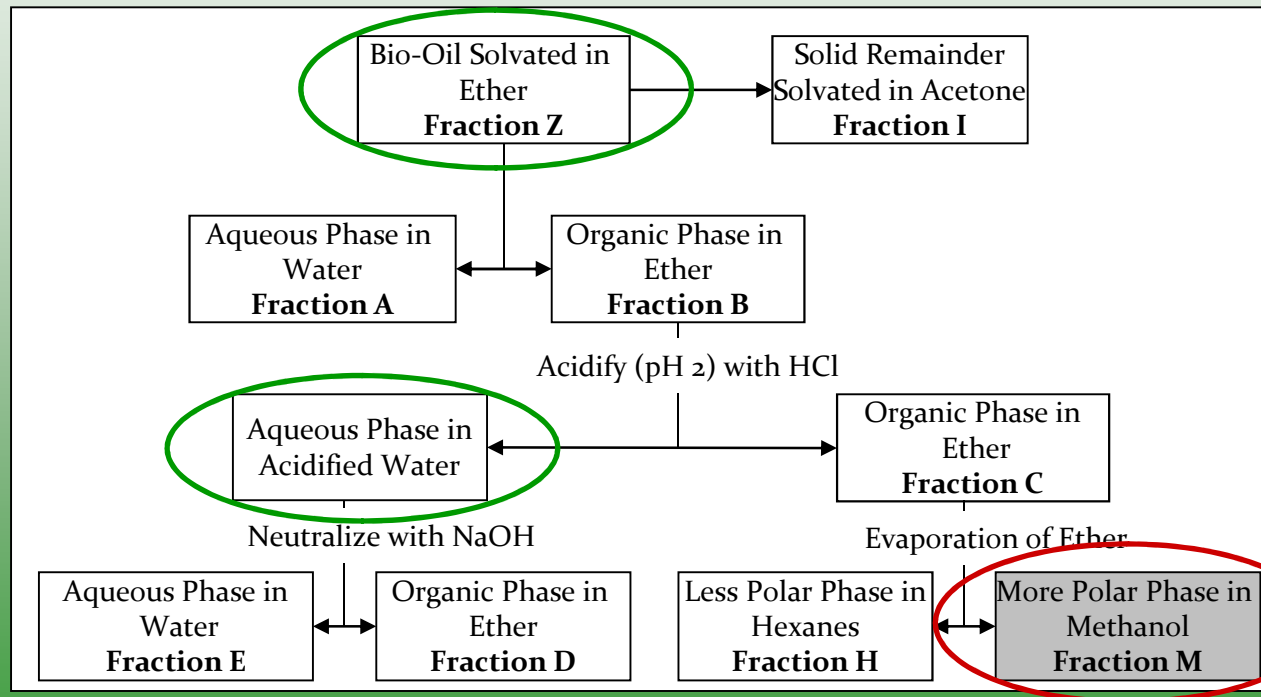 Bio-Oil Solvated in
Ether
Fraction Z
Solid Remainder
Solvated in Acetone
Fraction I
Aqueous Phase in
Water
Fraction A
Organic Phase in
Ether
Fraction B
Acidify (pH 2) with HCl
Aqueous Phase in
Acidified Water
Organic Phase in
Ether
Fraction C
Neutralize with NaOH
Evaporation of Ether
Aqueous Phase in
Water
Fraction E
Organic Phase in
Ether
Fraction D
Less Polar Phase in
Hexanes
Fraction H
More Polar Phase in
Methanol
Fraction M